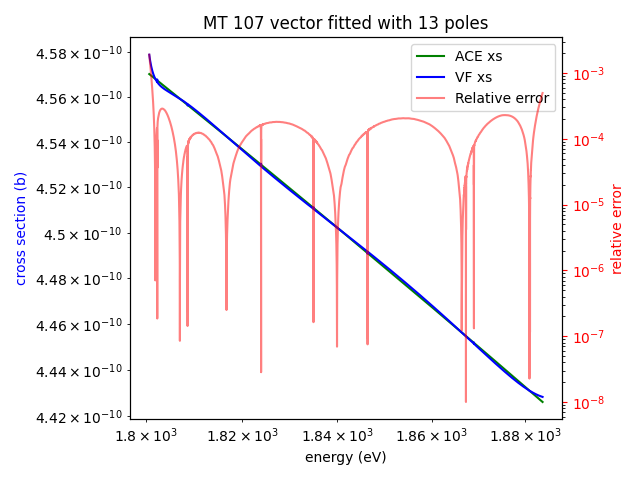 MT 107 vector fitted with 13 poles
ACE xs
VF xs
Relative error
cross section (b)
4.58 × 10⁻¹⁰
4.56 × 10⁻¹⁰
4.54 × 10⁻¹⁰
4.52 × 10⁻¹⁰
4.5 × 10⁻¹⁰
4.48 × 10⁻¹⁰
4.46 × 10⁻¹⁰
4.44 × 10⁻¹⁰
4.42 × 10⁻¹⁰
10⁻³
10⁻⁴
10⁻⁵
10⁻⁶
10⁻⁷
10⁻⁸
relative error
1.8 × 10³ 1.82 × 10³ 1.84 × 10³ 1.86 × 10³ 1.88 × 10³
energy (eV)